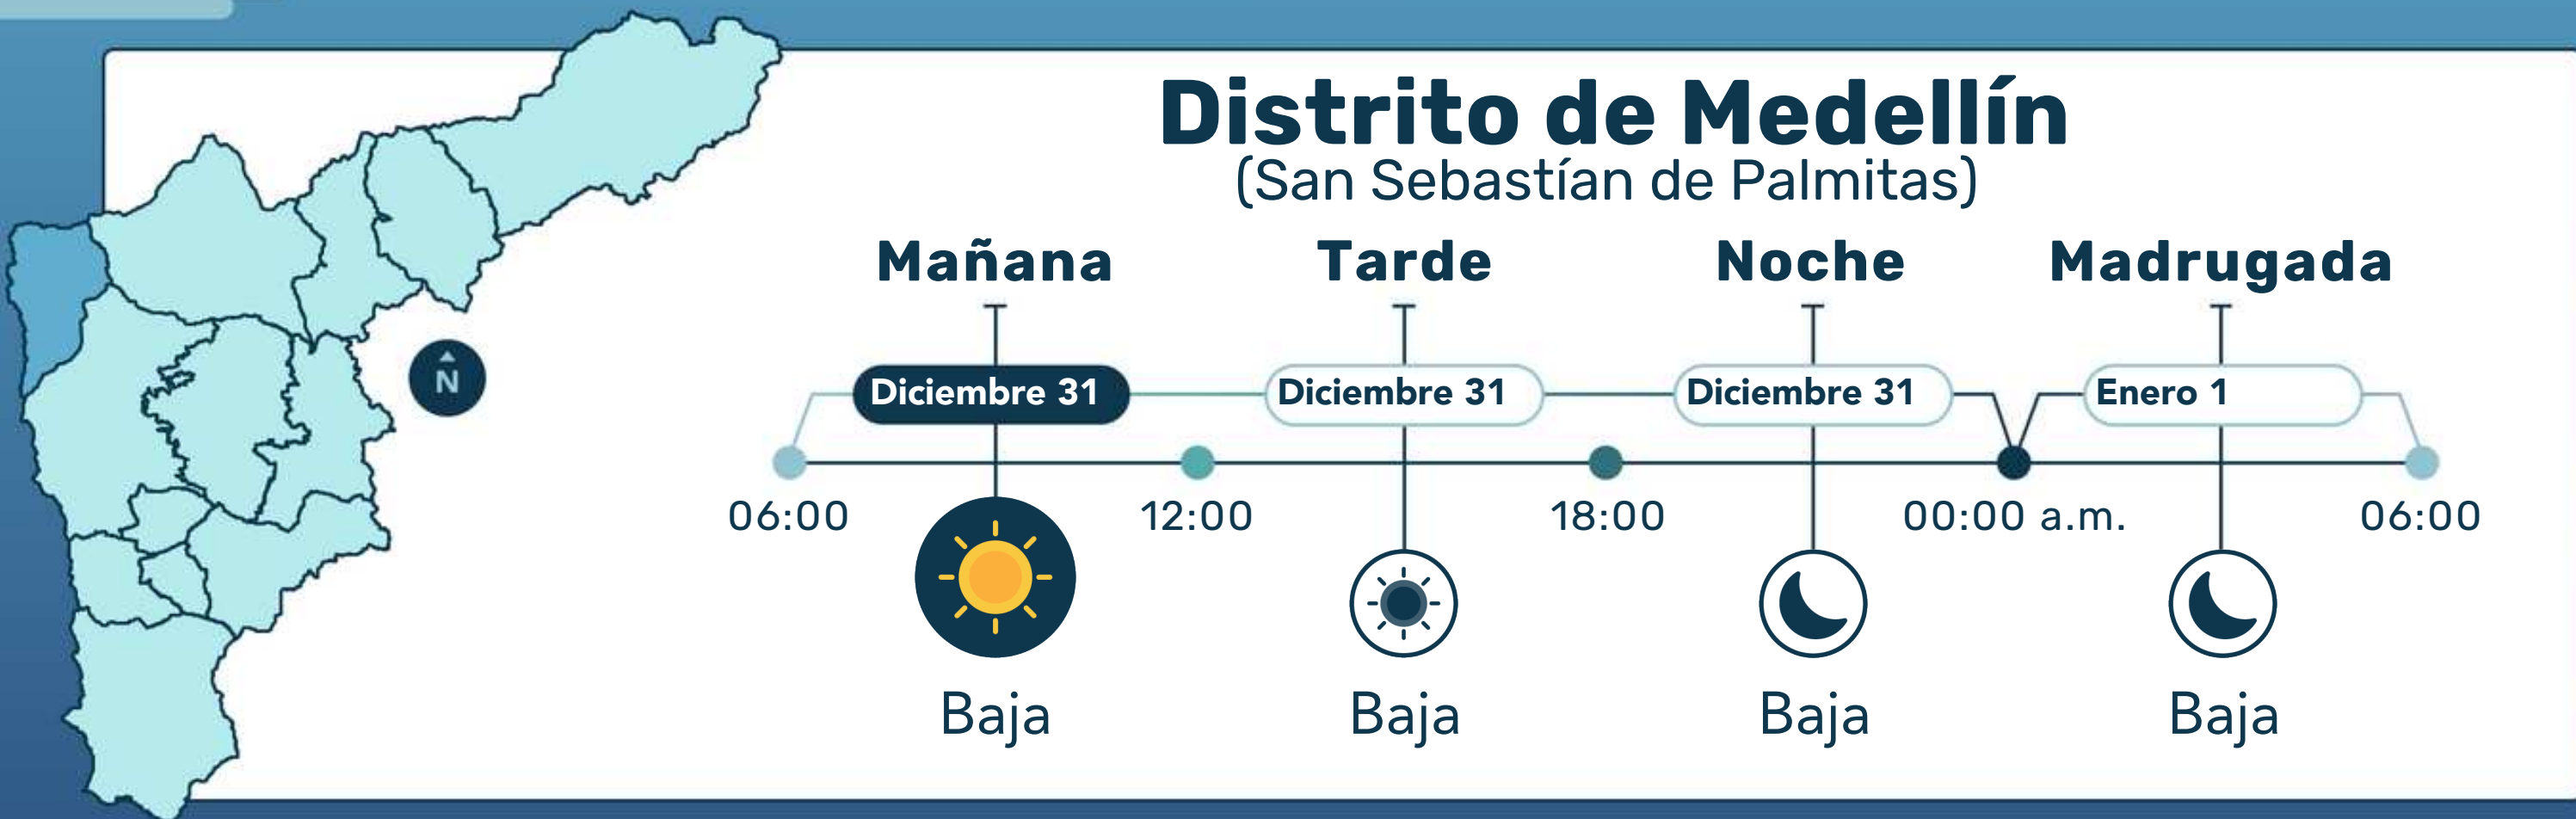 Distrito de Medellín
(San Sebastían de Palmitas)
Mañana Tarde Noche Madrugada
Diciembre 31 Diciembre 31 Diciembre 31 Enero 1
N
06:00 12:00 18:00 00:00 a.m. 06:00
Baja Baja Baja Baja